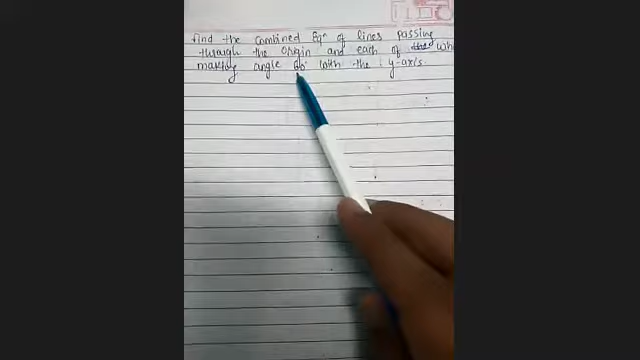 find the combined Eqn of lines passing
through the Origin and each of whi
making angle 60° with the y-axis.